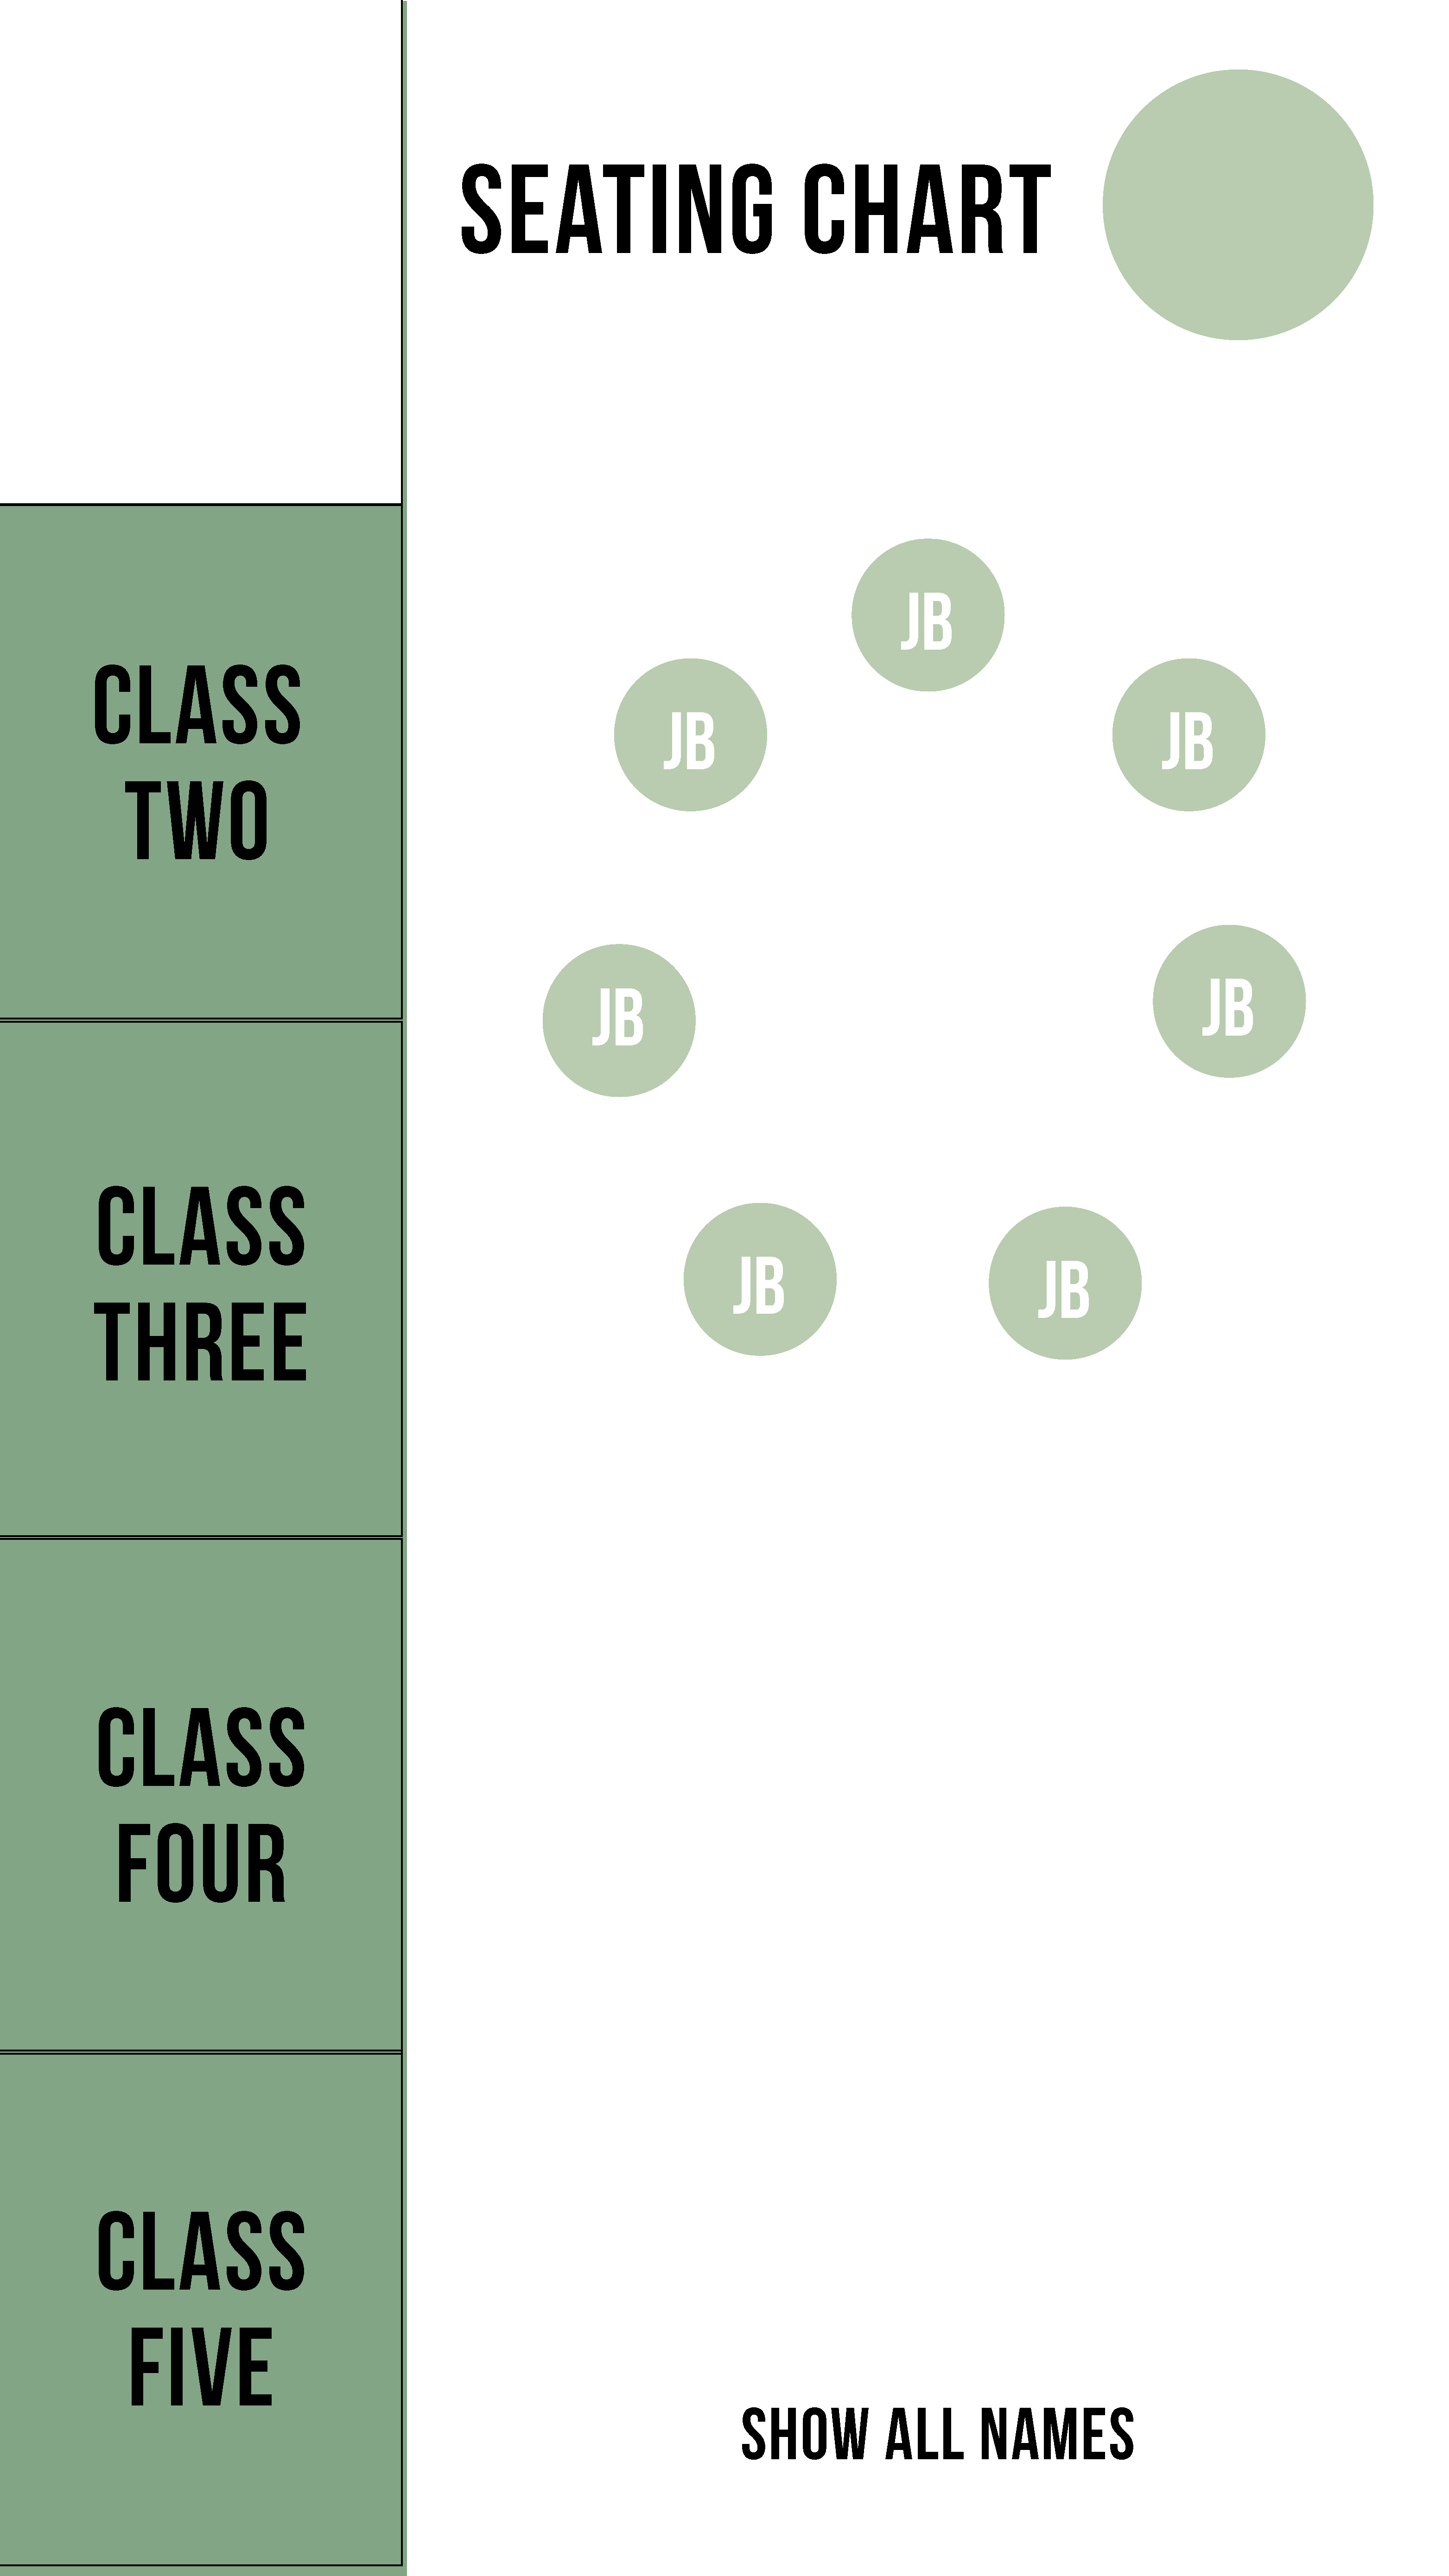 SEATING CHART
CLASS
TWO
CLASS
THREE
CLASS
FOUR
CLASS
FIVE
JB
JB
JB
JB
JB
JB
JB
SHOW ALL NAMES